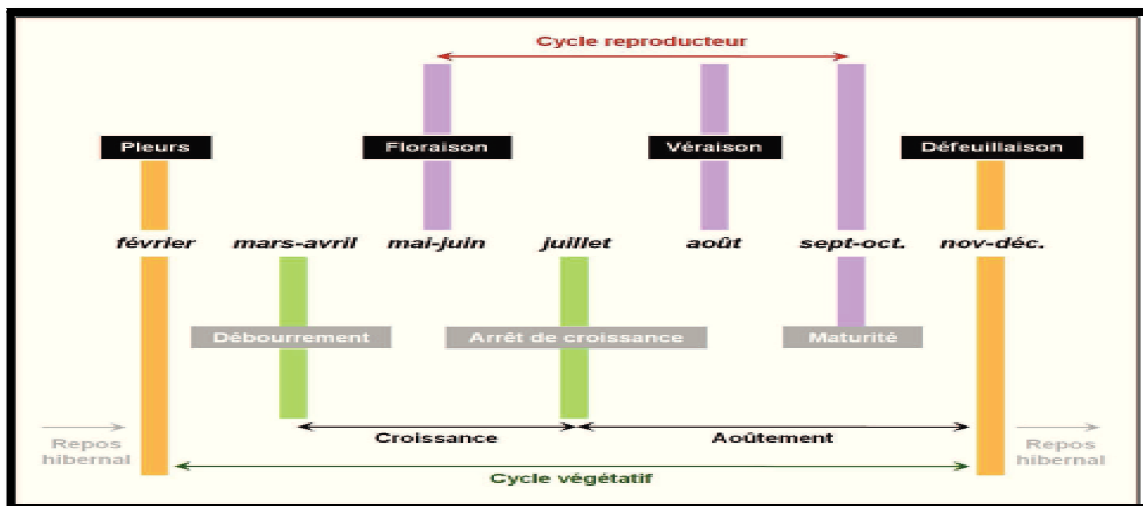 Cycle reproducteur
Pleurs Floraison Véraison Défeuillaison
février mars-avril mai-juin juillet août sept-oct. nov-déc.
Débourrement Arrêt de croissance Maturité
Croissance Aoûtement
Repos hibernal Repos hibernal
Cycle végétatif